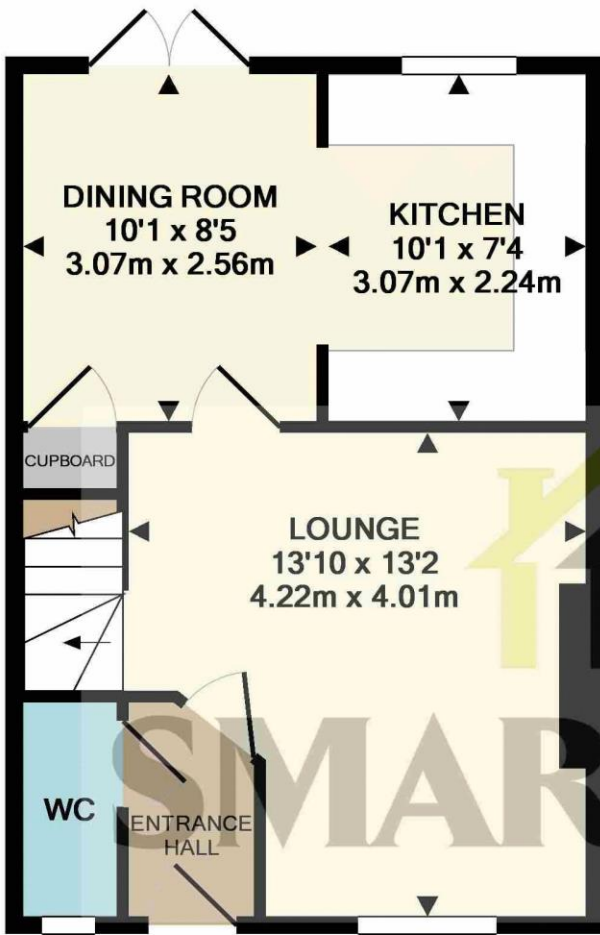 DINING ROOM
10'1 x 8'5
3.07m x 2.56m
KITCHEN
10'1 x 7'4
3.07m x 2.24m
CUPBOARD
LOUNGE
13'10 x 13'2
4.22m x 4.01m
WC
ENTRANCE
HALL
SMAR